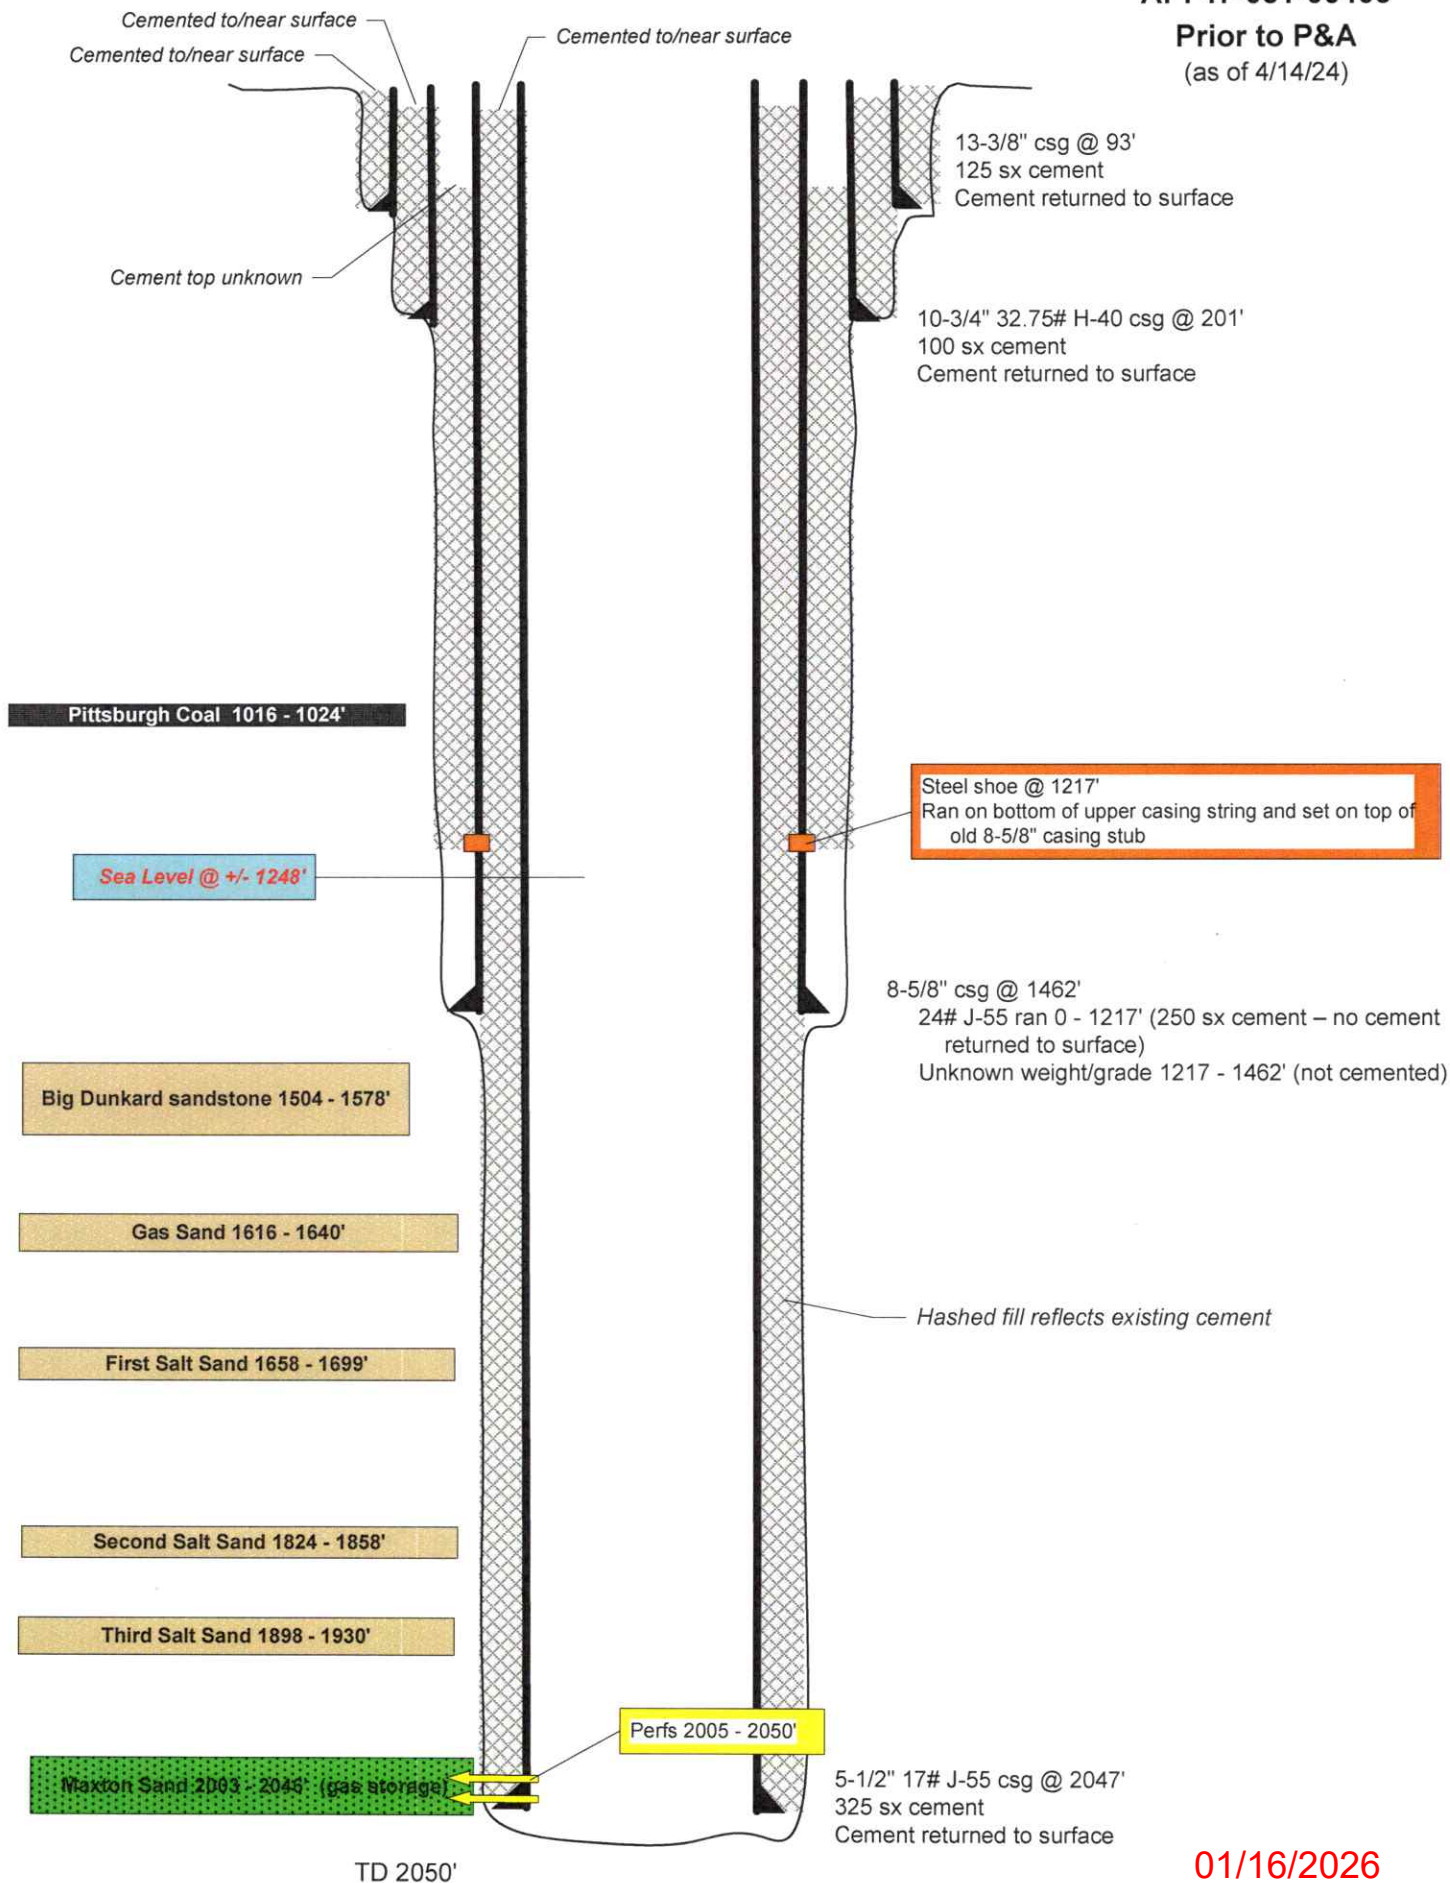 Prior to P&A
(as of 4/14/24)
Cemented to/near surface
Cemented to/near surface
Cemented to/near surface
13-3/8" csg @ 93'
125 sx cement
Cement returned to surface
Cement top unknown
10-3/4" 32.75# H-40 csg @ 201'
100 sx cement
Cement returned to surface
Pittsburgh Coal 1016 - 1024'
Steel shoe @ 1217'
Ran on bottom of upper casing string and set on top of
old 8-5/8" casing stub
Sea Level @ +/- 1248'
8-5/8" csg @ 1462'
24# J-55 ran 0 - 1217' (250 sx cement – no cement
returned to surface)
Unknown weight/grade 1217 - 1462' (not cemented)
Big Dunkard sandstone 1504 - 1578'
Gas Sand 1616 - 1640'
Hashed fill reflects existing cement
First Salt Sand 1658 - 1699'
Second Salt Sand 1824 - 1858'
Third Salt Sand 1898 - 1930'
Perfs 2005 - 2050'
Maxton Sand 2003 - 2046' (gas storage)
5-1/2" 17# J-55 csg @ 2047'
325 sx cement
Cement returned to surface
TD 2050'
01/16/2026